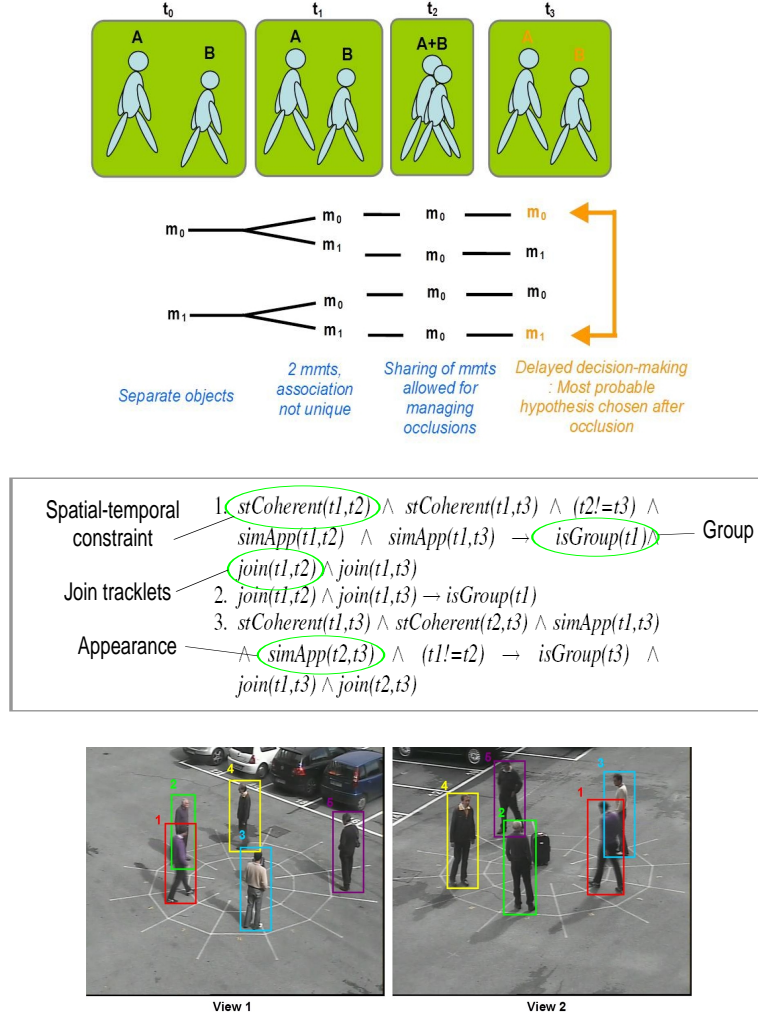 t₀ t₁ t₂ t₃
A B A B A+B A B
m₀ m₀ m₀
m₀
m₁ m₀ m₁
m₀ m₀ m₀
m₁
m₁ m₀ m₁
Separate objects
2 mmts,
association
not unique
Sharing of mmts
allowed for
managing
occlusions
Delayed decision-making
: Most probable
hypothesis chosen after
occlusion
Spatial-temporal
constraint
Join tracklets
Appearance
1. stCoherent(t1,t2) ∧ stCoherent(t1,t3) ∧ (t2!=t3) ∧
simApp(t1,t2) ∧ simApp(t1,t3) → isGroup(t1)∧
join(t1,t2) ∧ join(t1,t3)
2. join(t1,t2) ∧ join(t1,t3) → isGroup(t1)
3. stCoherent(t1,t3) ∧ stCoherent(t2,t3) ∧ simApp(t1,t3)
∧ simApp(t2,t3) ∧ (t1!=t2) → isGroup(t3) ∧
join(t1,t3) ∧ join(t2,t3)
Group
2 1 4 3 5
View 1
4 5 2 1 3
View 2